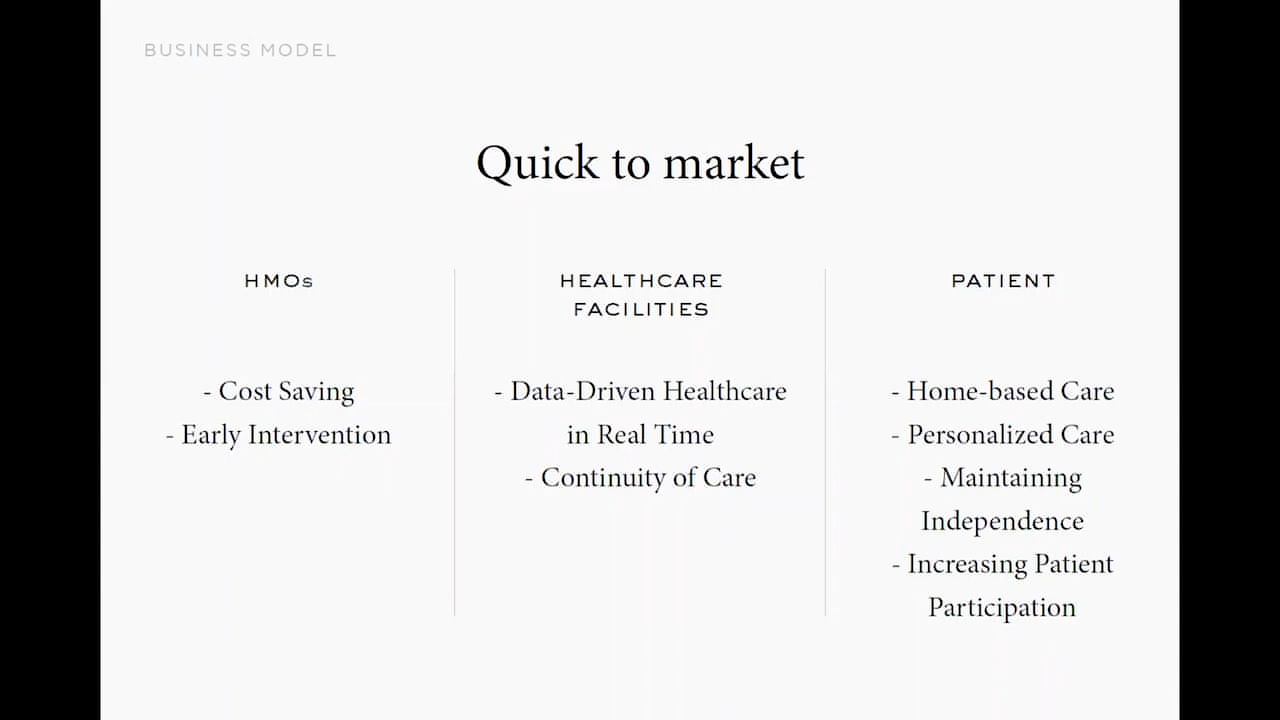 BUSINESS MODEL
Quick to market
HMOs
- Cost Saving
- Early Intervention
HEALTHCARE
FACILITIES
- Data-Driven Healthcare
in Real Time
- Continuity of Care
PATIENT
- Home-based Care
- Personalized Care
- Maintaining
Independence
- Increasing Patient
Participation